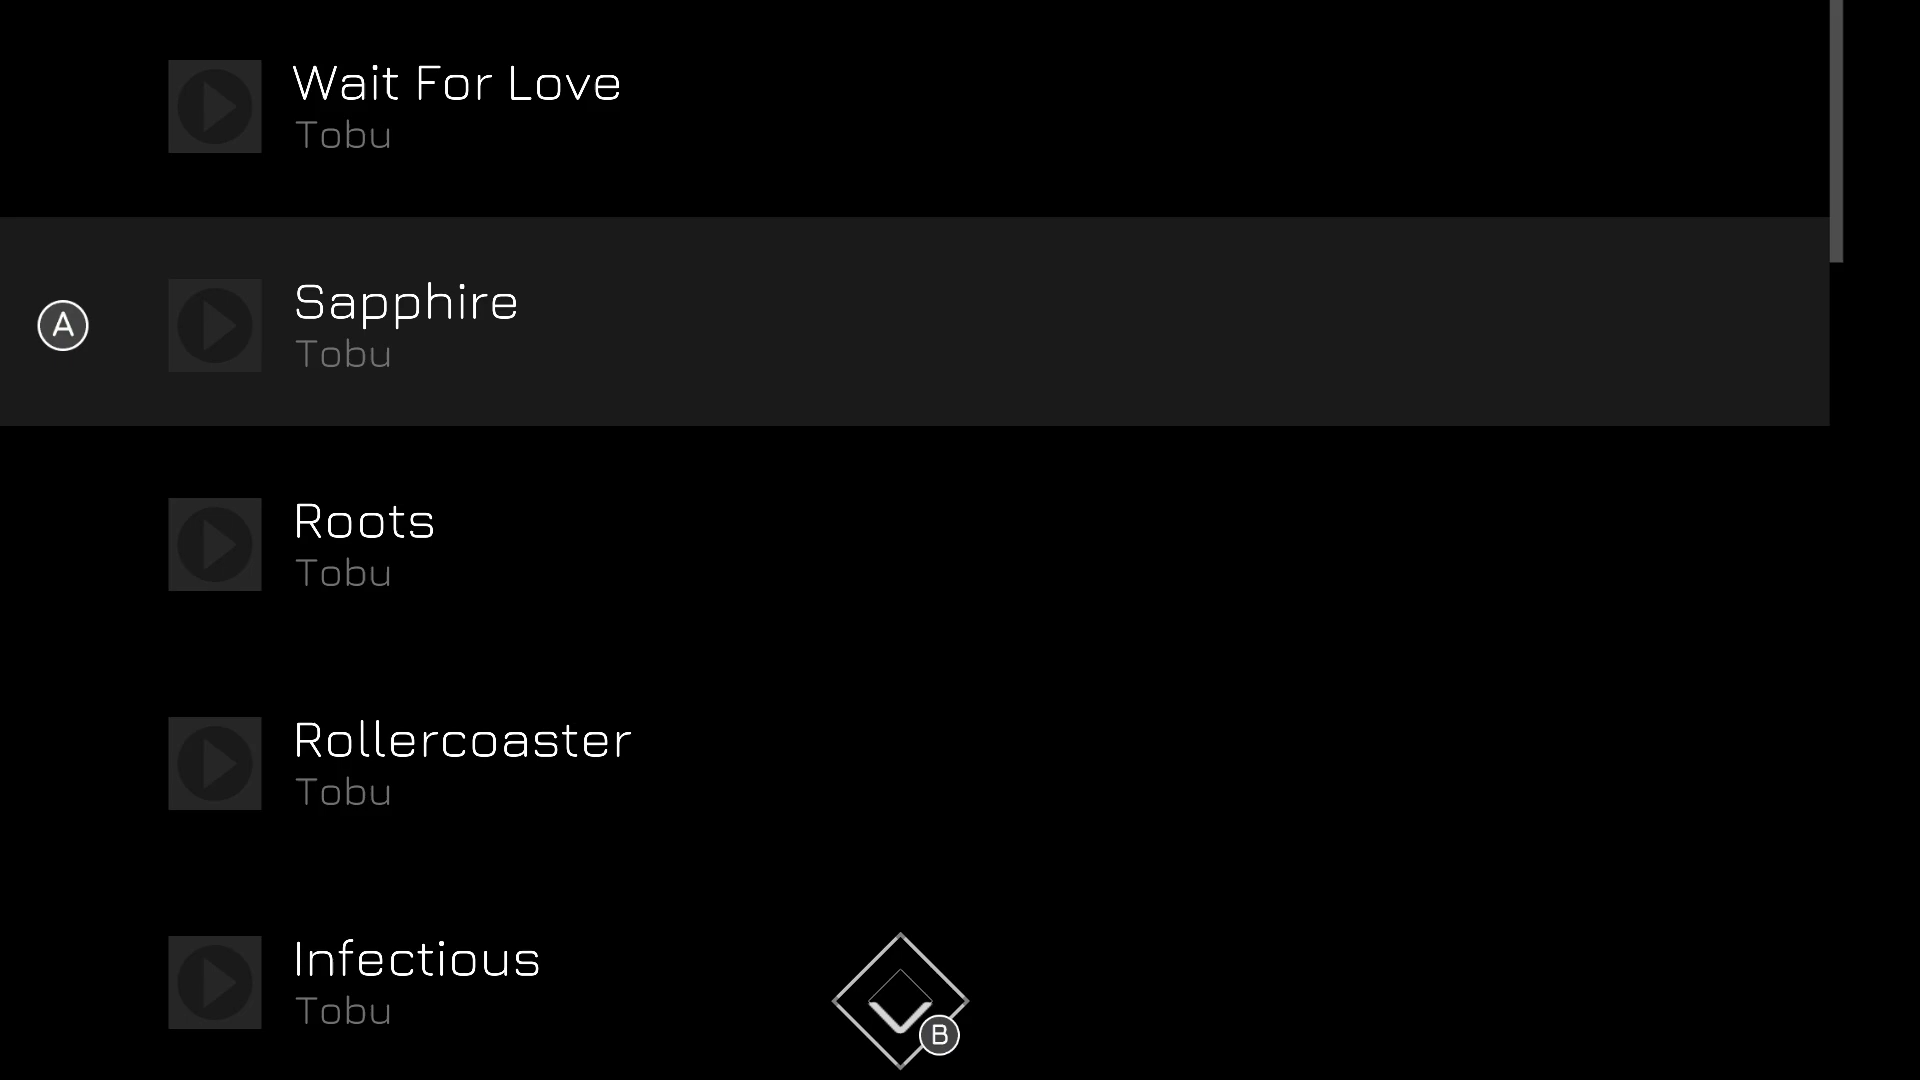 Wait For Love
Tobu
A
Sapphire
Tobu
Roots
Tobu
Rollercoaster
Tobu
Infectious
Tobu
B